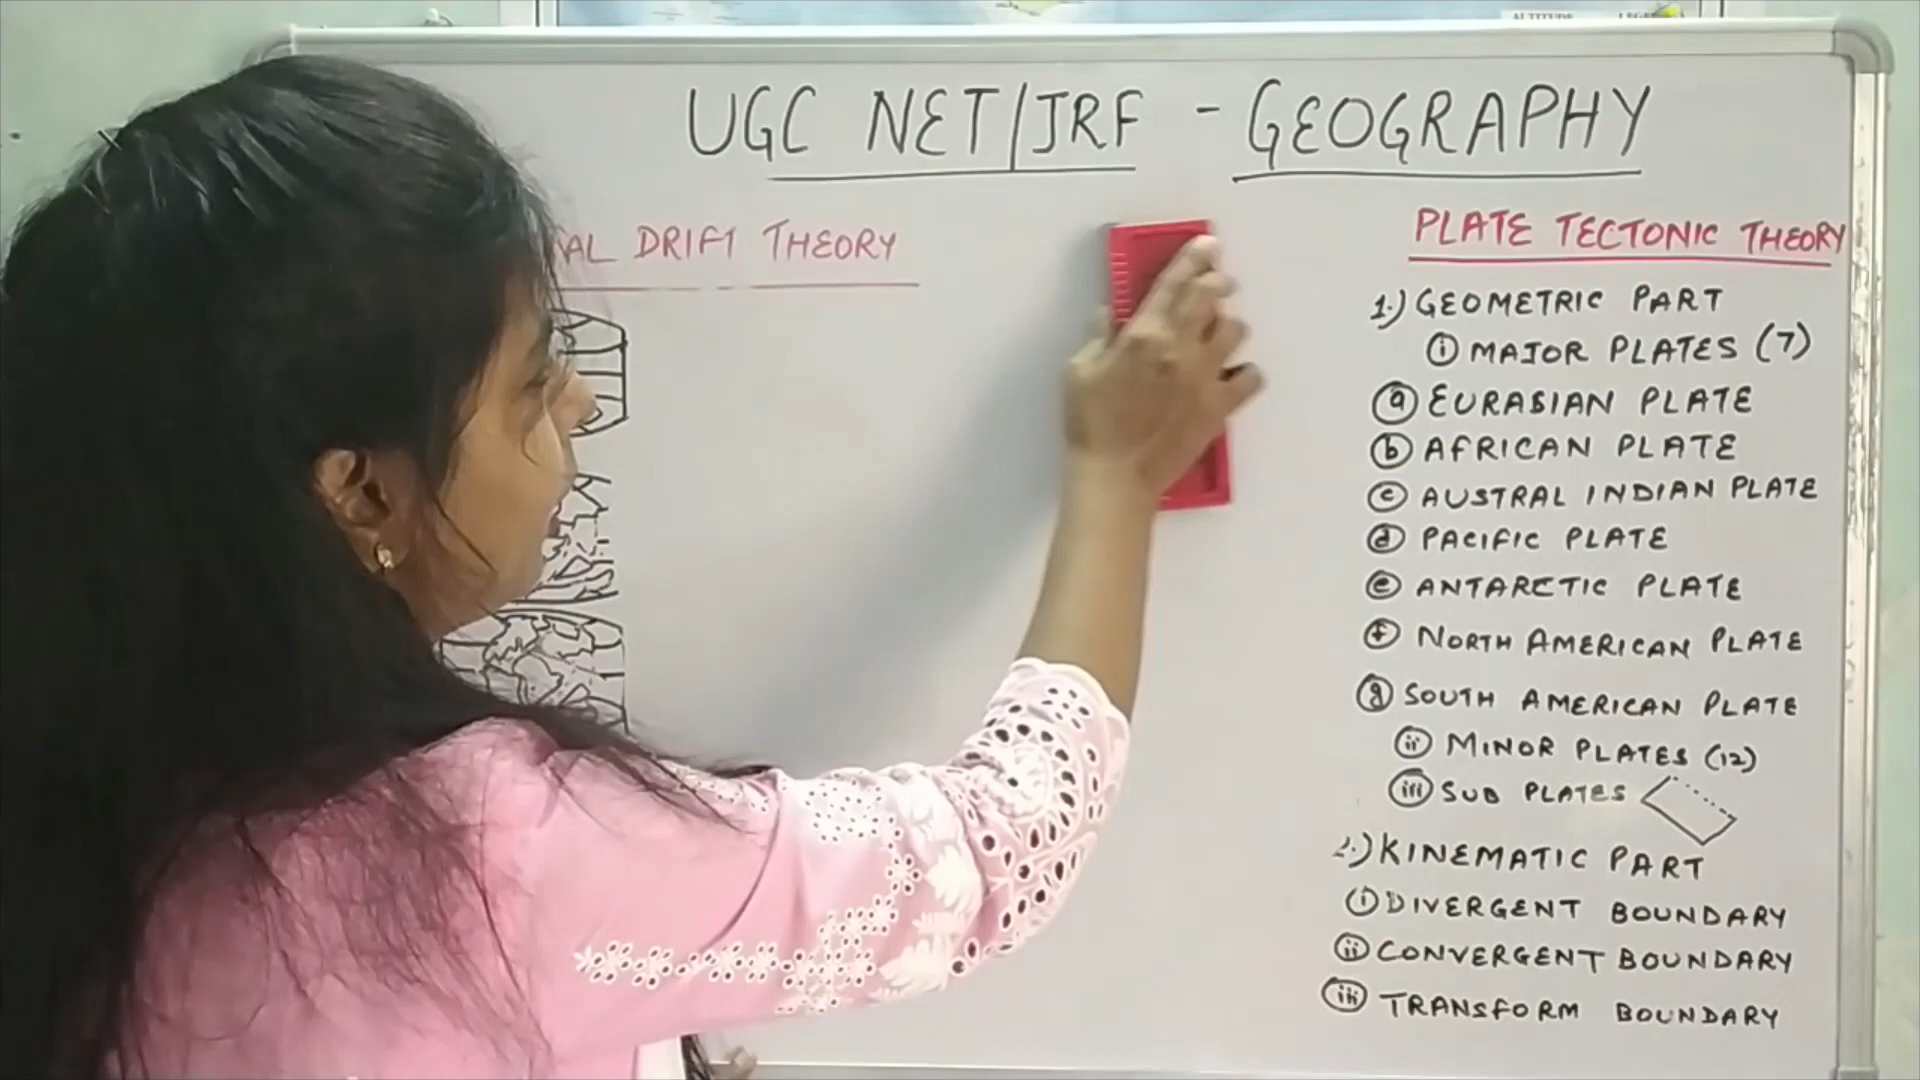 ALTITUDE
UGC NET/JRF - GEOGRAPHY
AL DRIFT THEORY
PLATE TECTONIC THEORY
1.) GEOMETRIC PART
(i) MAJOR PLATES (7)
(a) EURASIAN PLATE
(b) AFRICAN PLATE
(c) AUSTRAL INDIAN PLATE
(d) PACIFIC PLATE
(e) ANTARCTIC PLATE
(f) NORTH AMERICAN PLATE
(g) SOUTH AMERICAN PLATE
(ii) MINOR PLATES (12)
(iii) SUB PLATES
2.) KINEMATIC PART
(i) DIVERGENT BOUNDARY
(ii) CONVERGENT BOUNDARY
(iii) TRANSFORM BOUNDARY